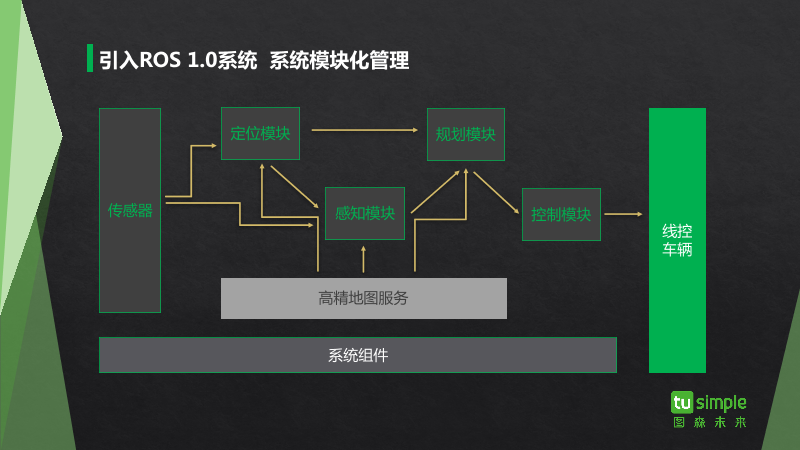 引入ROS 1.0系统 系统模块化管理
定位模块
规划模块
传感器
感知模块
控制模块
线控
车辆
高精地图服务
系统组件
tu simple
图森未来